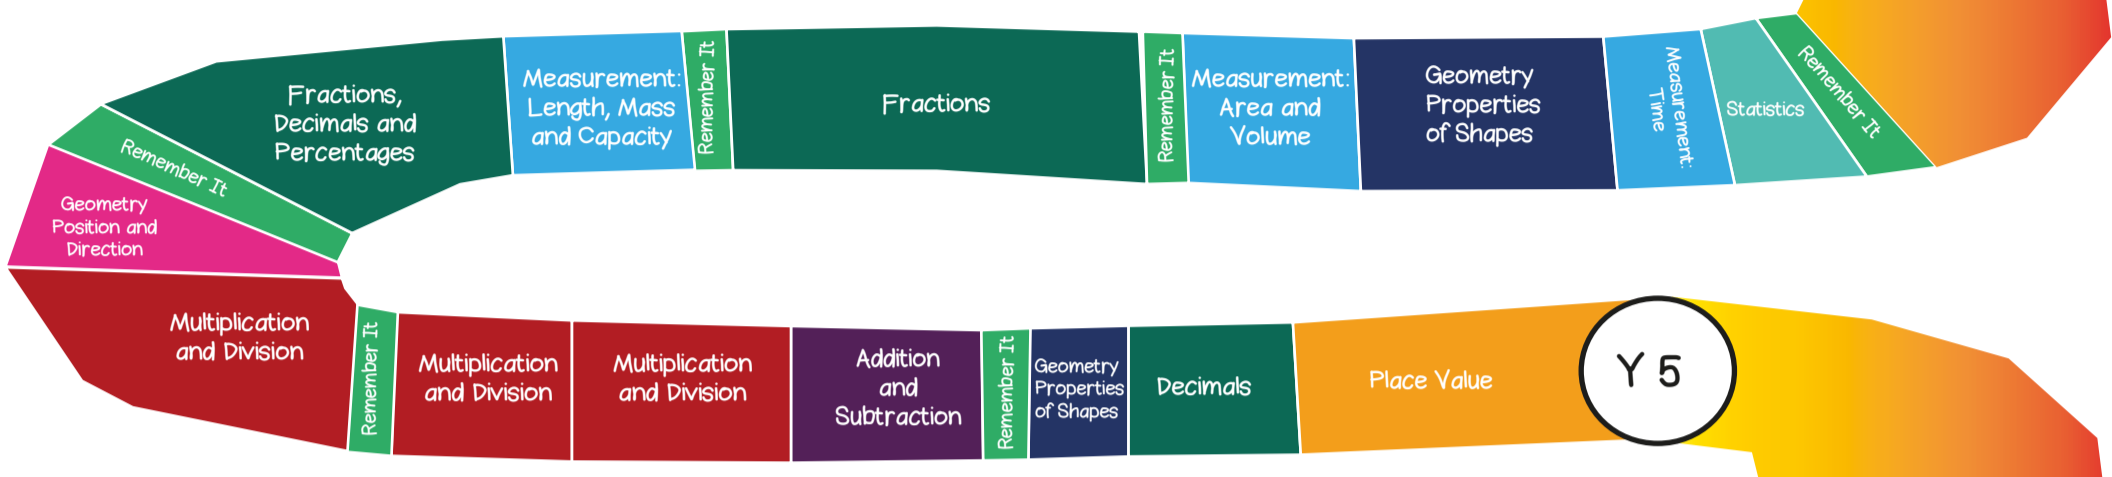 Fractions,
Decimals and
Percentages
Measurement:
Length, Mass
and Capacity
Remember It
Fractions
Remember It
Measurement:
Area and
Volume
Geometry
Properties
of Shapes
Measurement:
Time
Statistics
Remember It
Remember It
Geometry
Position and
Direction
Multiplication
and Division
Remember It
Multiplication
and Division
Multiplication
and Division
Addition
and
Subtraction
Remember It
Geometry
Properties
of Shapes
Decimals
Place Value
Y 5